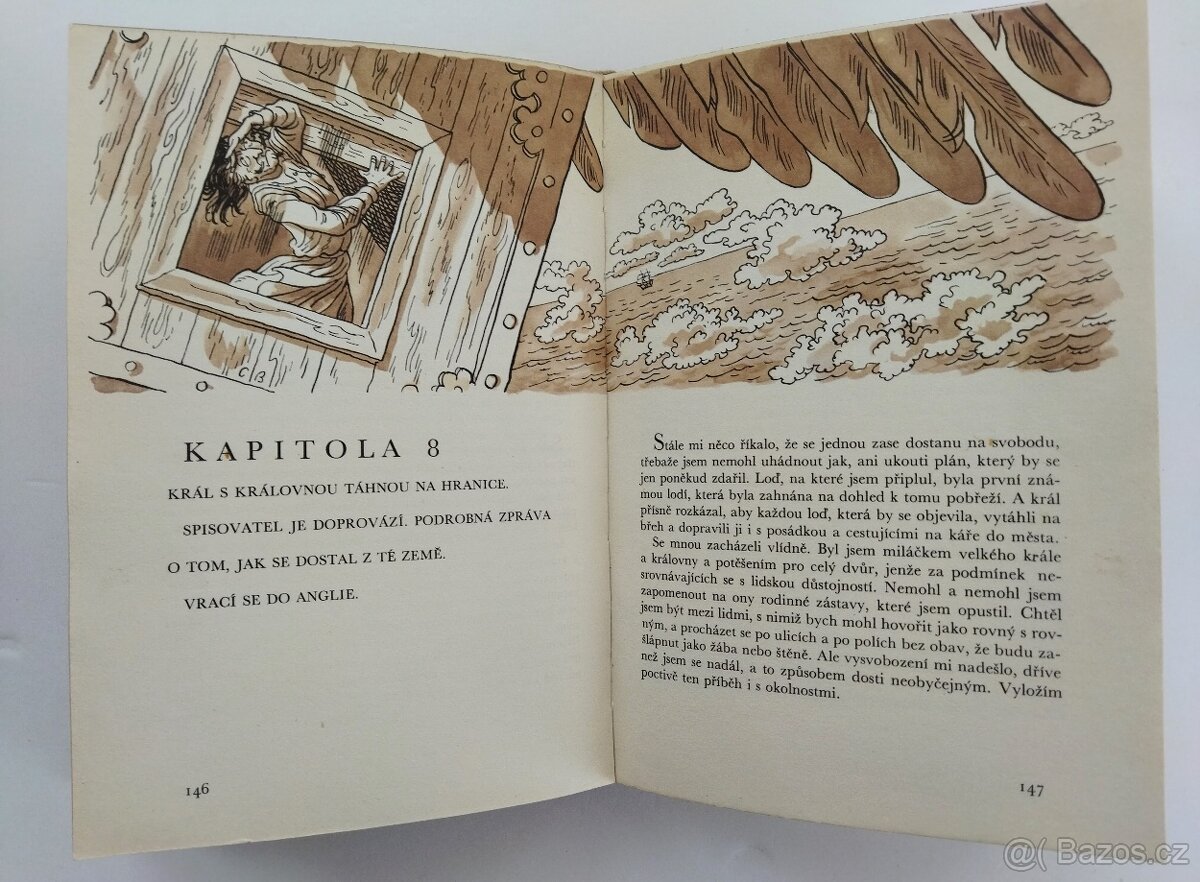 C B
KAPITOLA 8
KRÁL S KRÁLOVNOU TÁHNOU NA HRANICE.
SPISOVATEL JE DOPROVÁZÍ. PODROBNÁ ZPRÁVA
O TOM, JAK SE DOSTAL Z TÉ ZEMĚ.
VRACÍ SE DO ANGLIE.
146
Stále mi něco říkalo, že se jednou zase dostanu na svobodu,
třebaže jsem nemohl uhádnout jak, ani ukouti plán, který by se
jen poněkud zdařil. Loď, na které jsem připlul, byla první zná-
mou lodí, která byla zahnána na dohled k tomu pobřeží. A král
přísně rozkázal, aby každou loď, která by se objevila, vytáhli na
břeh a dopravili ji i s posádkou a cestujícími na káře do města.
Se mnou zacházeli vlídně. Byl jsem miláčkem velkého krále
a královny a potěšením pro celý dvůr, jenže za podmínek ne-
srovnávajících se s lidskou důstojností. Nemohl a nemohl jsem
zapomenout na ony rodinné zástavy, které jsem opustil. Chtěl
jsem být mezi lidmi, s nimiž bych mohl hovořit jako rovný s rov-
ným, a procházet se po ulicích a po polích bez obav, že budu za-
šlápnut jako žába nebo štěně. Ale vysvobození mi nadešlo, dříve
než jsem se nadál, a to způsobem dosti neobyčejným. Vyložím
poctivě ten příběh i s okolnostmi.
147
@( Bazos.cz